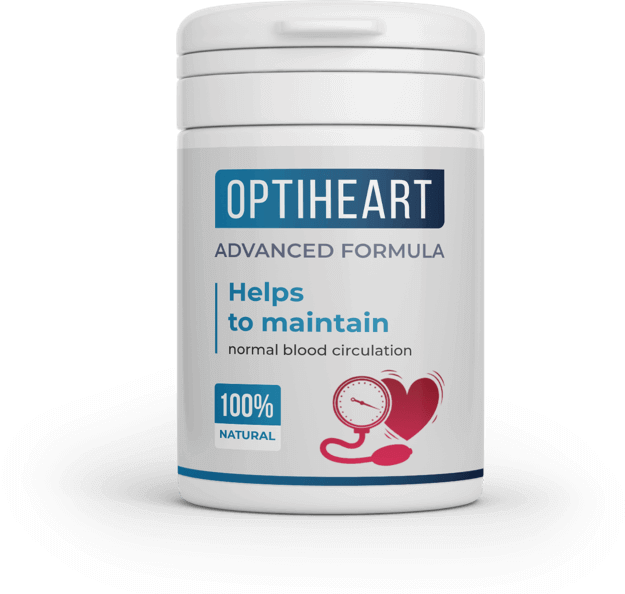 OPTIHEART
ADVANCED FORMULA
Helps
to maintain
normal blood circulation
100%
NATURAL